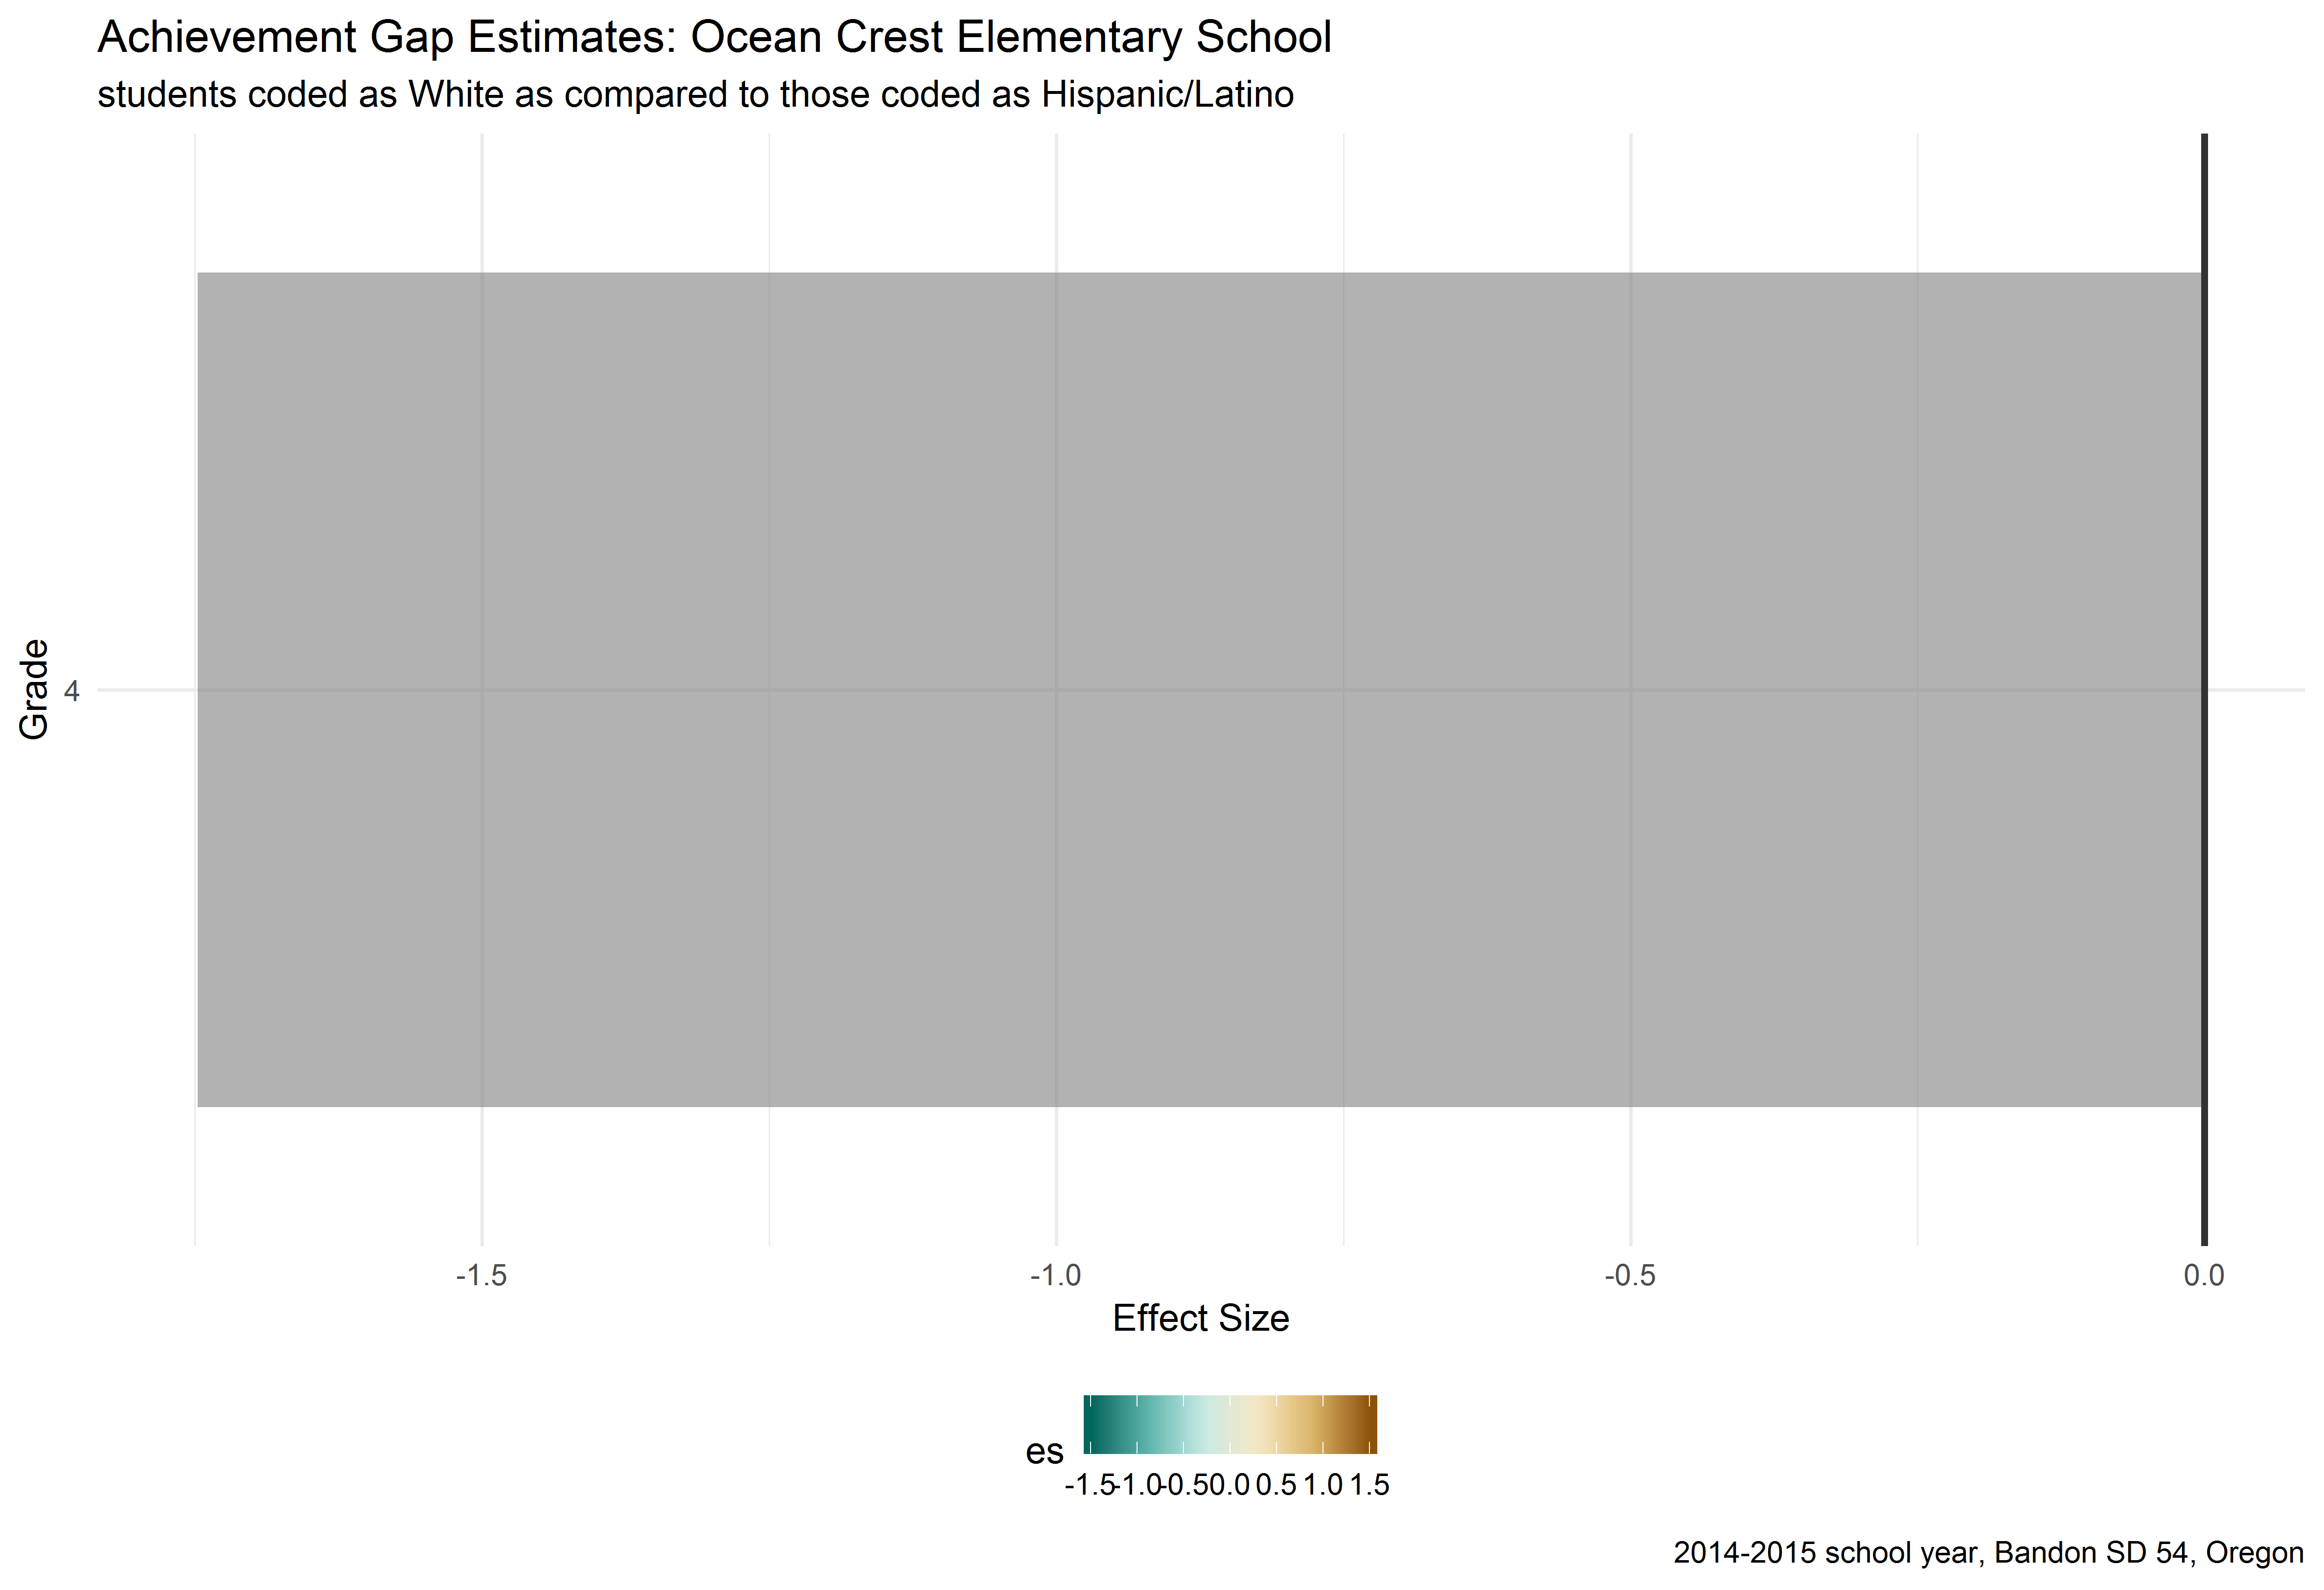 Achievement Gap Estimates: Ocean Crest Elementary School
students coded as White as compared to those coded as Hispanic/Latino
Grade
4
-1.5 -1.0 -0.5 0.0
Effect Size
es
-1.5 -1.0 -0.5 0.0 0.5 1.0 1.5
2014-2015 school year, Bandon SD 54, Oregon